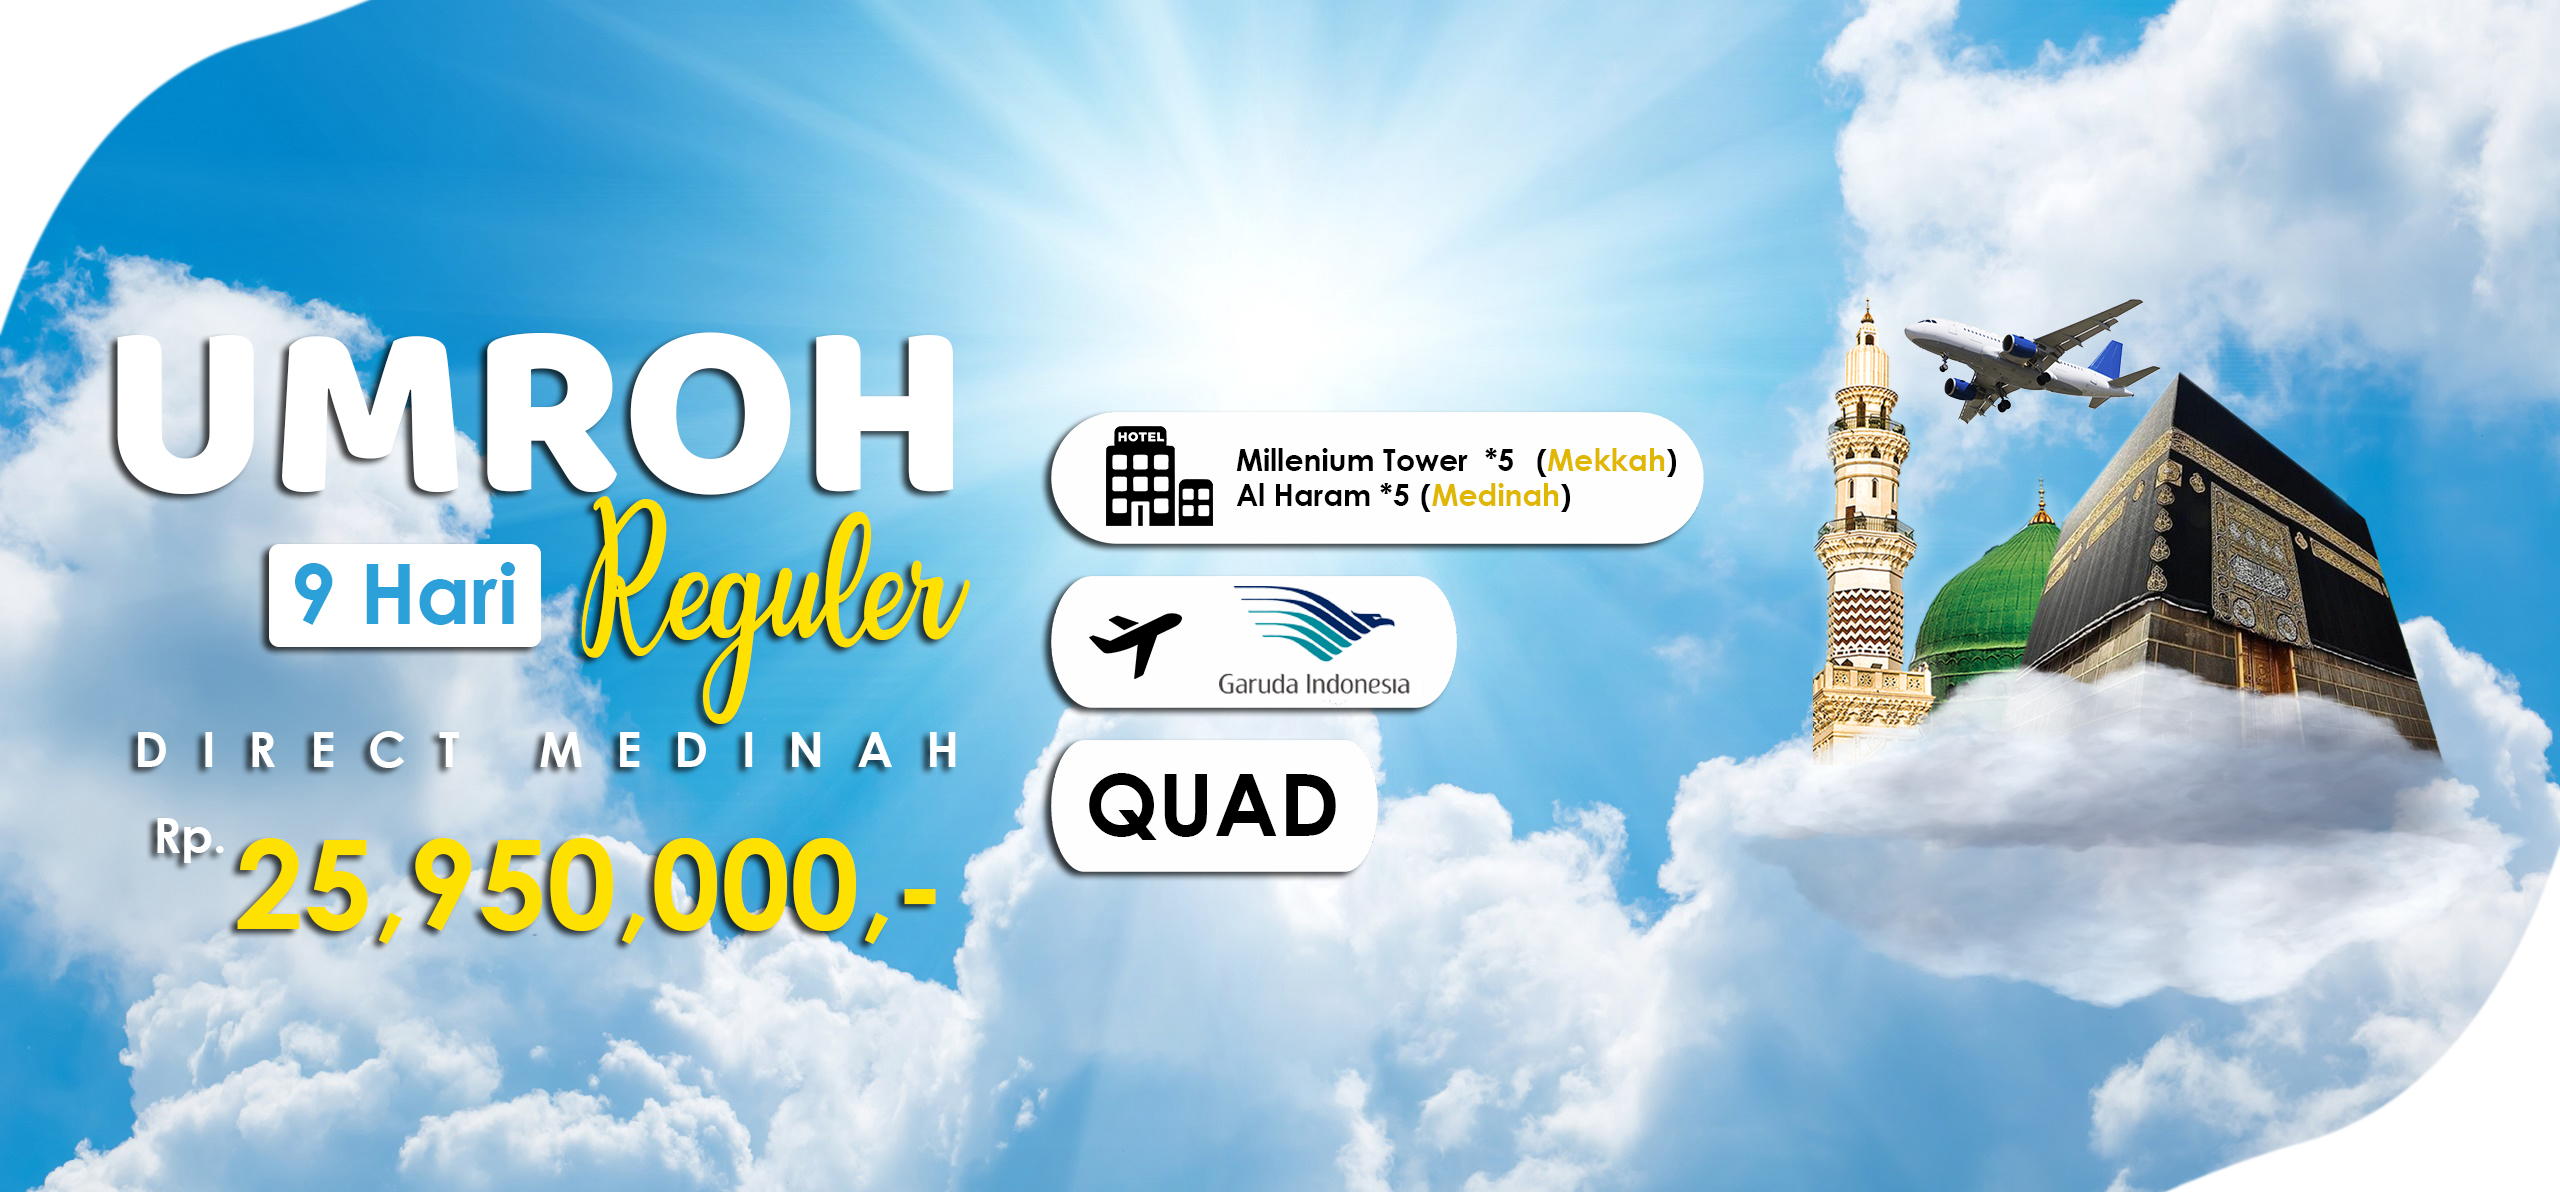 UMROH
9 Hari Reguler
DIRECT MEDINAH
Rp. 25,950,000,-
HOTEL
Millenium Tower *5 (Mekkah)
Al Haram *5 (Medinah)
Garuda Indonesia
QUAD